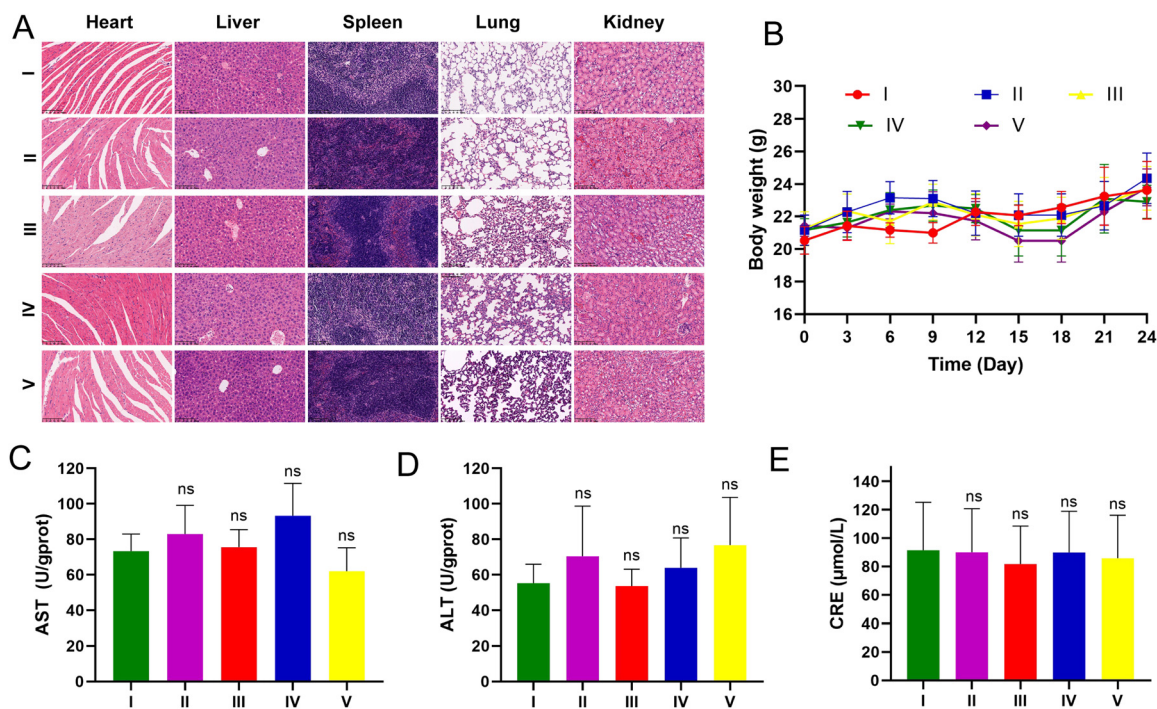 A
Heart Liver Spleen Lung Kidney
I
II
III
IV
V
B
I II III
IV V
Body weight (g)
30
28
26
24
22
20
18
16
0 3 6 9 12 15 18 21 24
Time (Day)
C
AST (U/gprot)
120
100
80
60
40
20
0
ns ns ns ns
I II III IV V
D
ALT (U/gprot)
120
100
80
60
40
20
0
ns ns ns ns
I II III IV V
E
CRE (μmol/L)
140
120
100
80
60
40
20
0
ns ns ns ns
I II III IV V